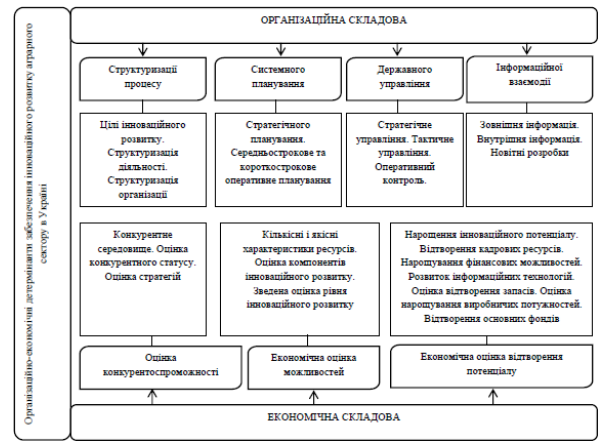 Організаційно-економічні детермінанти забезпечення інноваційного розвитку аграрного
сектору в Україні
ОРГАНІЗАЦІЙНА СКЛАДОВА
Структуризації
процесу
Системного
планування
Державного
управління
Інформаційної
взаємодії
Цілі інноваційного
розвитку.
Структуризація
діяльності.
Структуризація
організації
Стратегічного
планування.
Середньострокове та
короткострокове
оперативне планування
Стратегічне
управління. Тактичне
управління.
Оперативний
контроль.
Зовнішня інформація.
Внутрішня інформація.
Новітні розробки
Конкурентне
середовище. Оцінка
конкурентного статусу.
Оцінка стратегій
Кількісні і якісні
характеристики ресурсів.
Оцінка компонентів
інноваційного розвитку.
Зведена оцінка рівня
інноваційного розвитку
Нарощення інноваційного потенціалу.
Відтворення кадрових ресурсів.
Нарощування фінансових можливостей.
Розвиток інформаційних технологій.
Оцінка відтворення запасів. Оцінка
нарощування виробничих потужностей.
Відтворення основних фондів
Оцінка
конкурентоспроможності
Економічна оцінка
можливостей
Економічна оцінка відтворення
потенціалу
ЕКОНОМІЧНА СКЛАДОВА